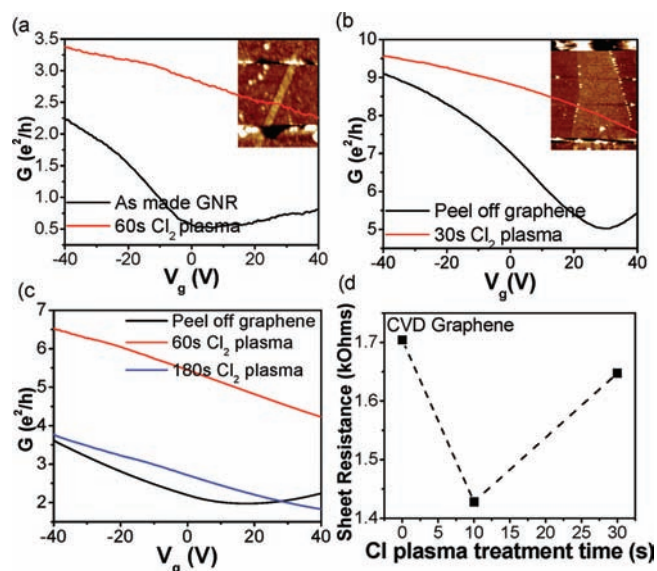 (a)
3.5
3.0
2.5
2.0
1.5
1.0
0.5
G (e²/h)
As made GNR
60s Cl₂ plasma
-40 -20 0 20 40
Vg (V)
(b)
10
9
8
7
6
5
G (e²/h)
Peel off graphene
30s Cl₂ plasma
-40 -20 0 20 40
Vg (V)
(c)
7
6
5
4
3
2
G (e²/h)
Peel off graphene
60s Cl₂ plasma
180s Cl₂ plasma
-40 -20 0 20 40
Vg (V)
(d)
CVD Graphene
1.7
1.6
1.5
1.4
Sheet Resistance (kOhms)
0 5 10 15 20 25 30
Cl plasma treatment time (s)